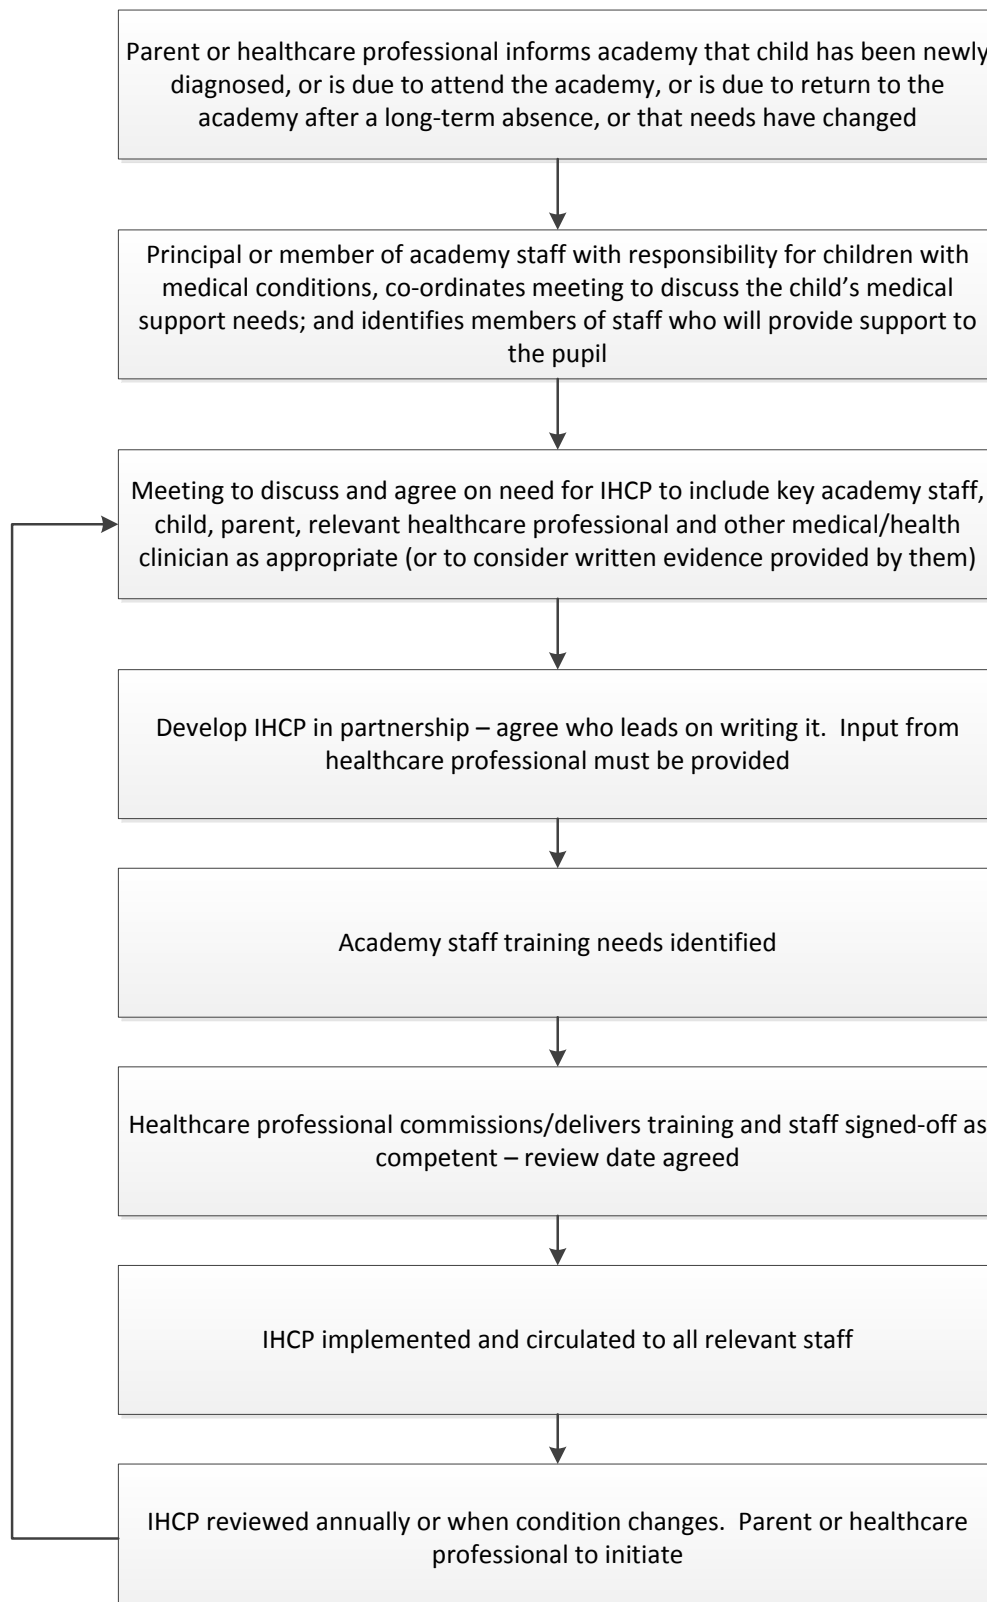 Parent or healthcare professional informs academy that child has been newly
diagnosed, or is due to attend the academy, or is due to return to the
academy after a long-term absence, or that needs have changed
Principal or member of academy staff with responsibility for children with
medical conditions, co-ordinates meeting to discuss the child’s medical
support needs; and identifies members of staff who will provide support to
the pupil
Meeting to discuss and agree on need for IHCP to include key academy staff,
child, parent, relevant healthcare professional and other medical/health
clinician as appropriate (or to consider written evidence provided by them)
Develop IHCP in partnership – agree who leads on writing it.  Input from
healthcare professional must be provided
Academy staff training needs identified
Healthcare professional commissions/delivers training and staff signed-off as
competent – review date agreed
IHCP implemented and circulated to all relevant staff
IHCP reviewed annually or when condition changes.  Parent or healthcare
professional to initiate